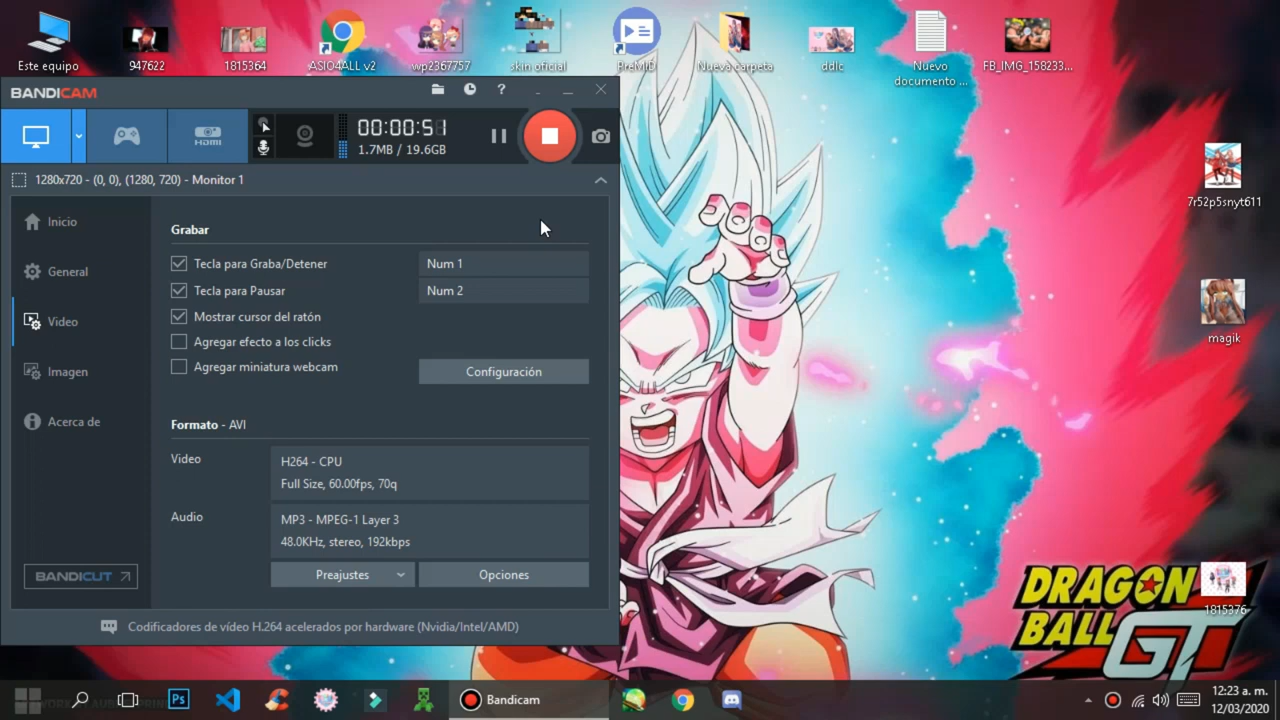 Este equipo
947622
1815364
ASIO4ALL v2
wp2367757
skin oficial
PreMiD
Nueva carpeta
ddlc
Nuevo documento ...
FB_IMG_158233...
BANDICAM
?
HDMI
00:00:51
1.7MB / 19.6GB
1280x720 - (0, 0), (1280, 720) - Monitor 1
7r52p5snyt611
Inicio
General
Video
Imagen
Acerca de
BANDICUT
Grabar
Tecla para Graba/Detener
Num 1
Tecla para Pausar
Num 2
Mostrar cursor del ratón
Agregar efecto a los clicks
Agregar miniatura webcam
Configuración
magik
Formato - AVI
Video
H264 - CPU
Full Size, 60.00fps, 70q
Audio
MP3 - MPEG-1 Layer 3
48.0KHz, stereo, 192kbps
Preajustes
Opciones
Codificadores de vídeo H.264 acelerados por hardware (Nvidia/Intel/AMD)
DRAGON
BALL GT
1815376
Ps
Bandicam
12:23 a. m.
12/03/2020